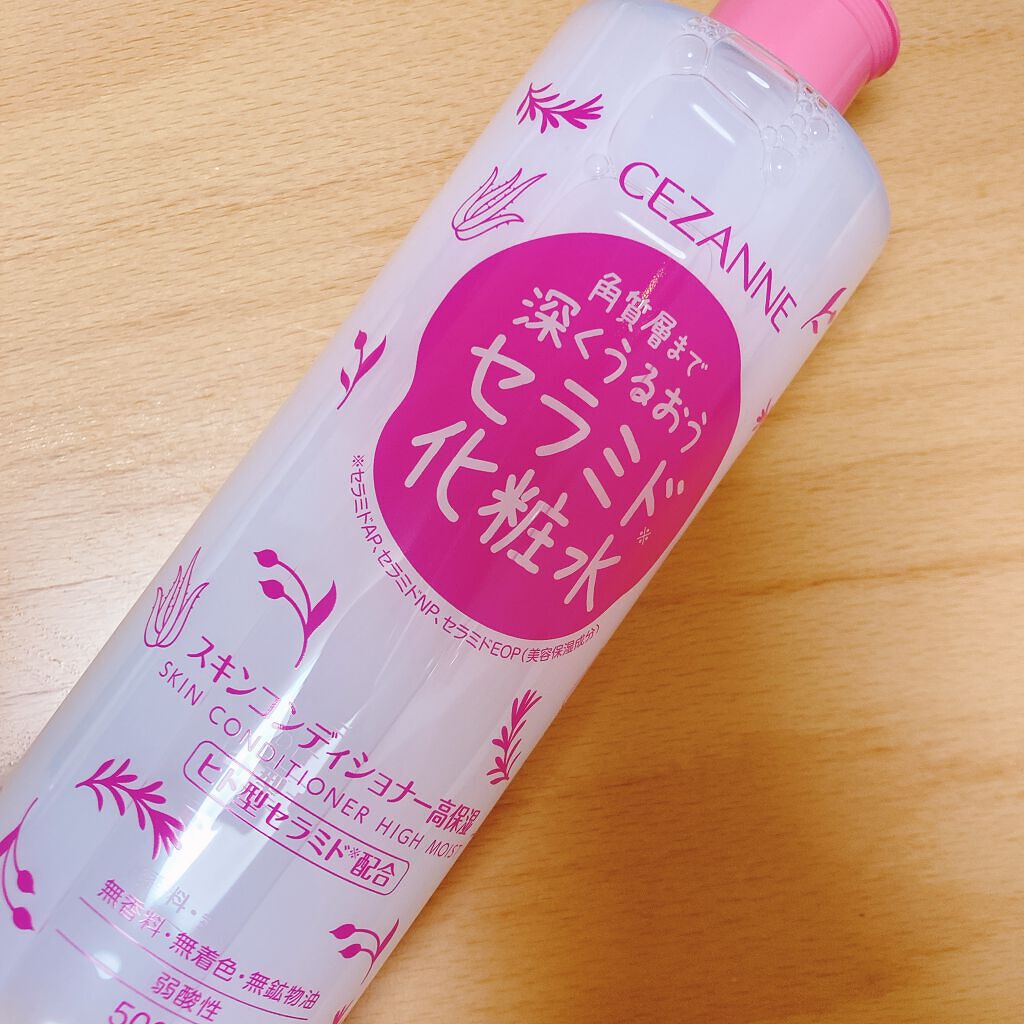 CEZANNE
角質層まで
深くうるおう
セラミド※
化粧水
※セラミドAP、セラミドNP、セラミドEOP(美容保湿成分)
スキンコンディショナー高保湿
SKIN CONDITIONER HIGH MOIST
ヒト型セラミド※配合
無香料・無着色・無鉱物油
弱酸性